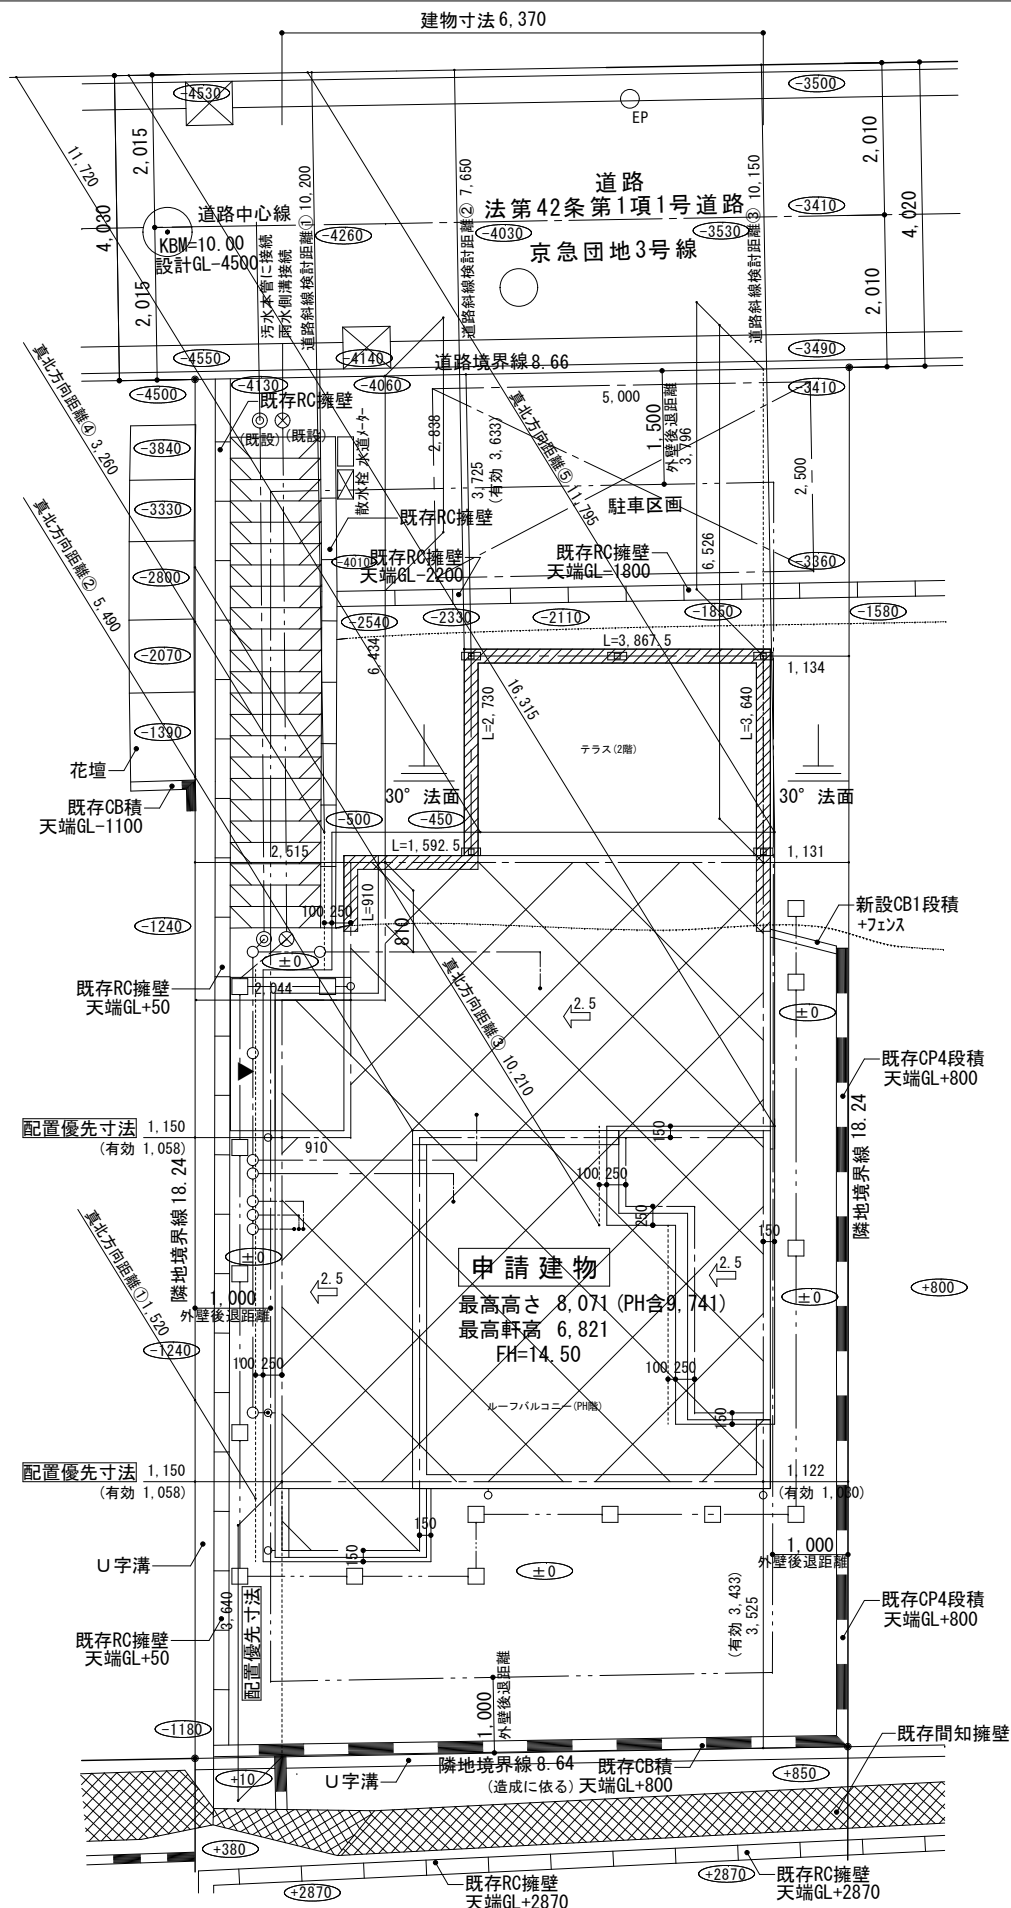 建物寸法 6,370
-4530
-3500
EP
2,015
2,010
11,720
道路斜線検討距離① 10,200
道路斜線検討距離② 7,650
道路斜線検討距離③ 10,150
道路
法第42条第1項1号道路
京急団地3号線
4,030
4,020
道路中心線
KBM=10.00
設計GL-4500
-4260
-4030
-3530
-3410
汚水本管に接続
雨水側溝接続
2,015
2,010
-4550
-4140
-3490
道路境界線8.66
-4500
-4130
-4060
-3410
真北方向距離④ 3,260
既存RC擁壁
(既設)
(既設)
散水栓
水道メーター
2,838
3,725
(有効 3,633)
真北方向距離⑤ 11,795
5,000
1,500
外壁後退距離
3,796
2,500
駐車区画
6,526
-3840
-3330
-2800
-2070
-1390
真北方向距離② 5,490
既存RC擁壁
-4010
既存RC擁壁
天端GL-2200
既存RC擁壁
天端GL-1800
-3360
-2540
-2330
-2110
-1850
-1580
6,434
L=3,867.5
1,134
L=2,730
16,315
L=3,640
テラス(2階)
花壇
既存CB積
天端GL-1100
30° 法面
30° 法面
-500
-450
2,515
L=1,592.5
1,131
L=910
100
250
810
-1240
新設CB1段積
+フェンス
±0
既存RC擁壁
天端GL+50
2,044
真北方向距離③ 10,210
2.5
±0
既存CP4段積
天端GL+800
配置優先寸法
1,150
(有効 1,058)
910
150
100
250
250
150
隣地境界線 18.24
隣地境界線 18.24
真北方向距離① 1,520
±0
申請建物
2.5
2.5
最高高さ 8,071 (PH含9,741)
最高軒高 6,821
FH=14.50
±0
+800
1,000
外壁後退距離
-1240
100
250
100
250
ルーフバルコニー(PH階)
150
配置優先寸法
1,150
(有効 1,058)
1,122
(有効 1,030)
150
150
1,000
外壁後退距離
U字溝
±0
3,640
配置優先寸法
(有効 3,433)
3,525
既存RC擁壁
天端GL+50
既存CP4段積
天端GL+800
1,000
外壁後退距離
-1180
既存間知擁壁
+10
U字溝
隣地境界線8.64
(造成に依る)
既存CB積
天端GL+800
+850
+380
+2870
既存RC擁壁
天端GL+2870
+2870
既存RC擁壁
天端GL+2870